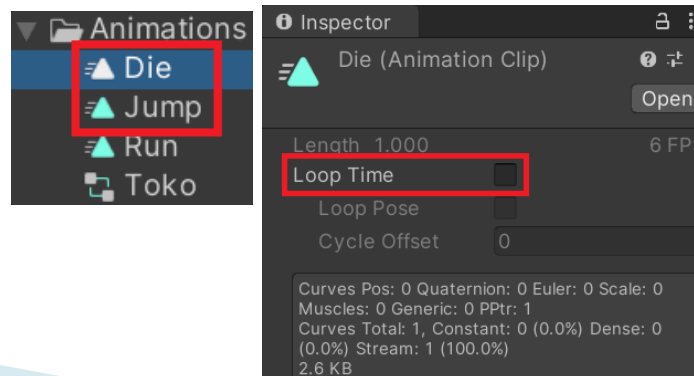 Animations
Die
Jump
Run
Toko
Inspector
Die (Animation Clip)
Open
Length 1.000 6 FP
Loop Time
Loop Pose
Cycle Offset 0
Curves Pos: 0 Quaternion: 0 Euler: 0 Scale: 0
Muscles: 0 Generic: 0 PPtr: 1
Curves Total: 1, Constant: 0 (0.0%) Dense: 0
(0.0%) Stream: 1 (100.0%)
2.6 KB